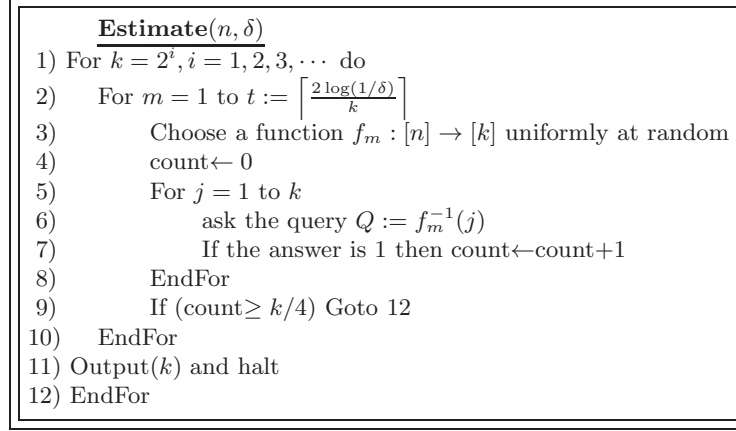 Estimate(n, δ)
1) For k = 2^i, i = 1, 2, 3, ⋯ do
2) For m = 1 to t := ⌈2 log(1/δ)/k⌉
3) Choose a function f_m : [n] → [k] uniformly at random
4) count← 0
5) For j = 1 to k
6) ask the query Q := f_m^{-1}(j)
7) If the answer is 1 then count←count+1
8) EndFor
9) If (count≥ k/4) Goto 12
10) EndFor
11) Output(k) and halt
12) EndFor